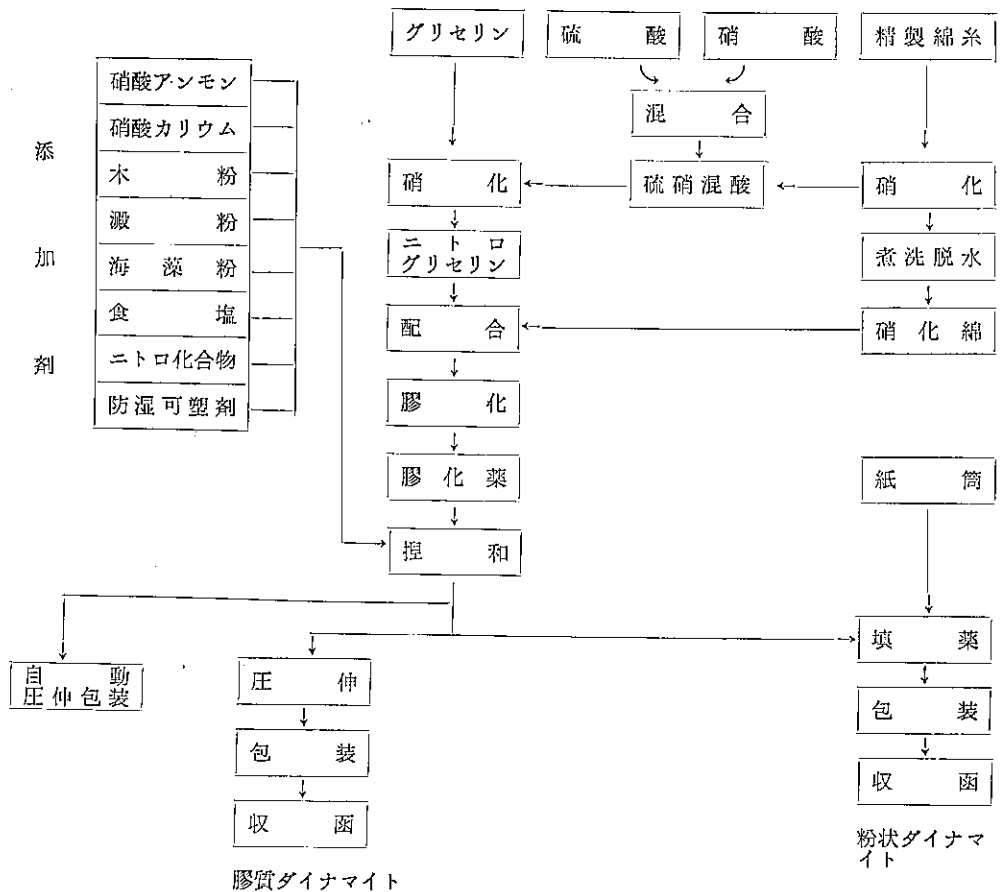 グリセリン
硫酸
硝酸
精製綿糸
混合
硝化
硫硝混酸
硝化
ニトロ
グリセリン
煮洗脱水
配合
硝化綿
膠化
膠化薬
紙筒
捏和
添加剤
硝酸アンモン
硝酸カリウム
木粉
澱粉
海藻粉
食塩
ニトロ化合物
防湿可塑剤
自動
圧伸包装
圧伸
包装
収函
膠質ダイナマイト
填薬
包装
収函
粉状ダイナマ
イト